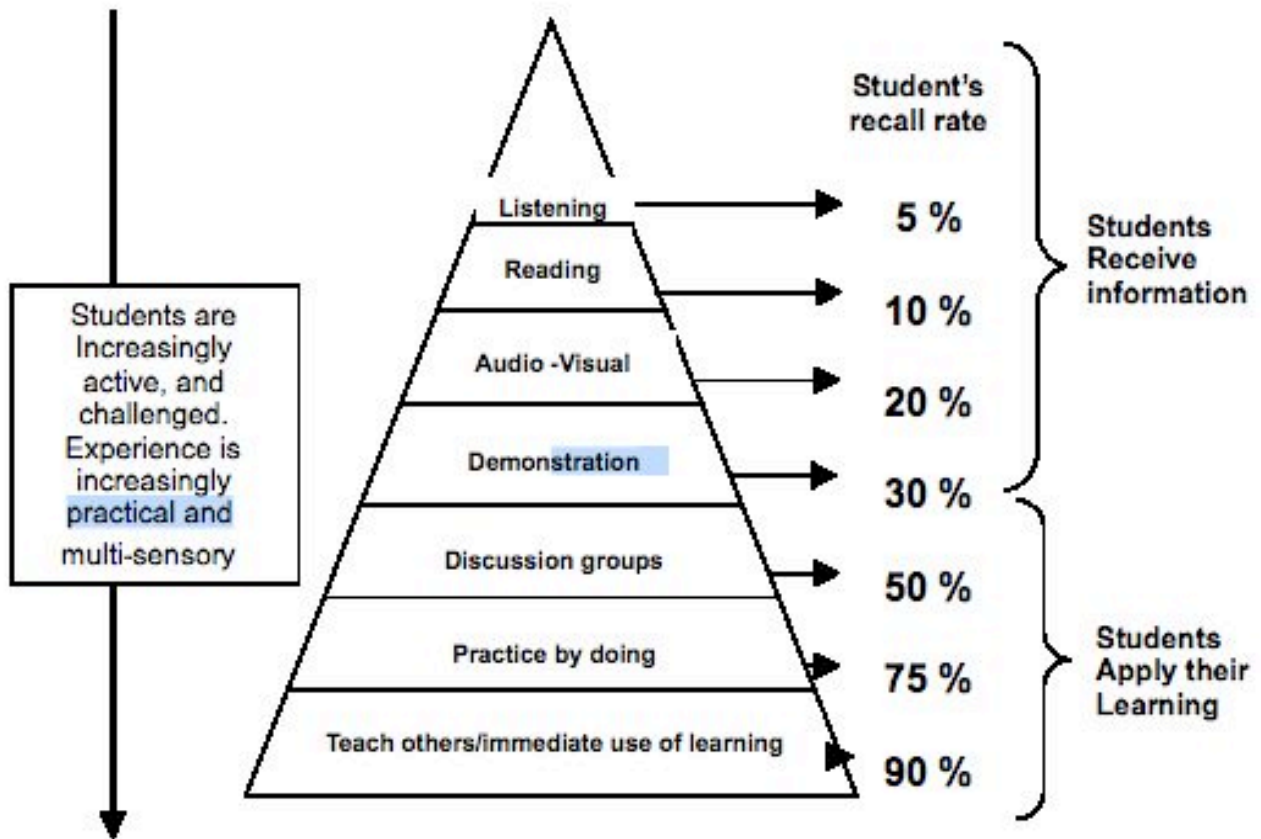 Student's
recall rate
Listening
5 %
Reading
10 %
Audio -Visual
20 %
Demonstration
30 %
Discussion groups
50 %
Practice by doing
75 %
Teach others/immediate use of learning
90 %
Students are
Increasingly
active, and
challenged.
Experience is
increasingly
practical and
multi-sensory
Students
Receive
information
Students
Apply their
Learning